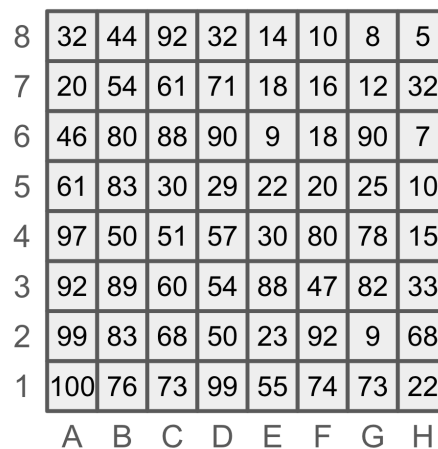 8 32 44 92 32 14 10 8 5
7 20 54 61 71 18 16 12 32
6 46 80 88 90 9 18 90 7
5 61 83 30 29 22 20 25 10
4 97 50 51 57 30 80 78 15
3 92 89 60 54 88 47 82 33
2 99 83 68 50 23 92 9 68
1 100 76 73 99 55 74 73 22
A B C D E F G H